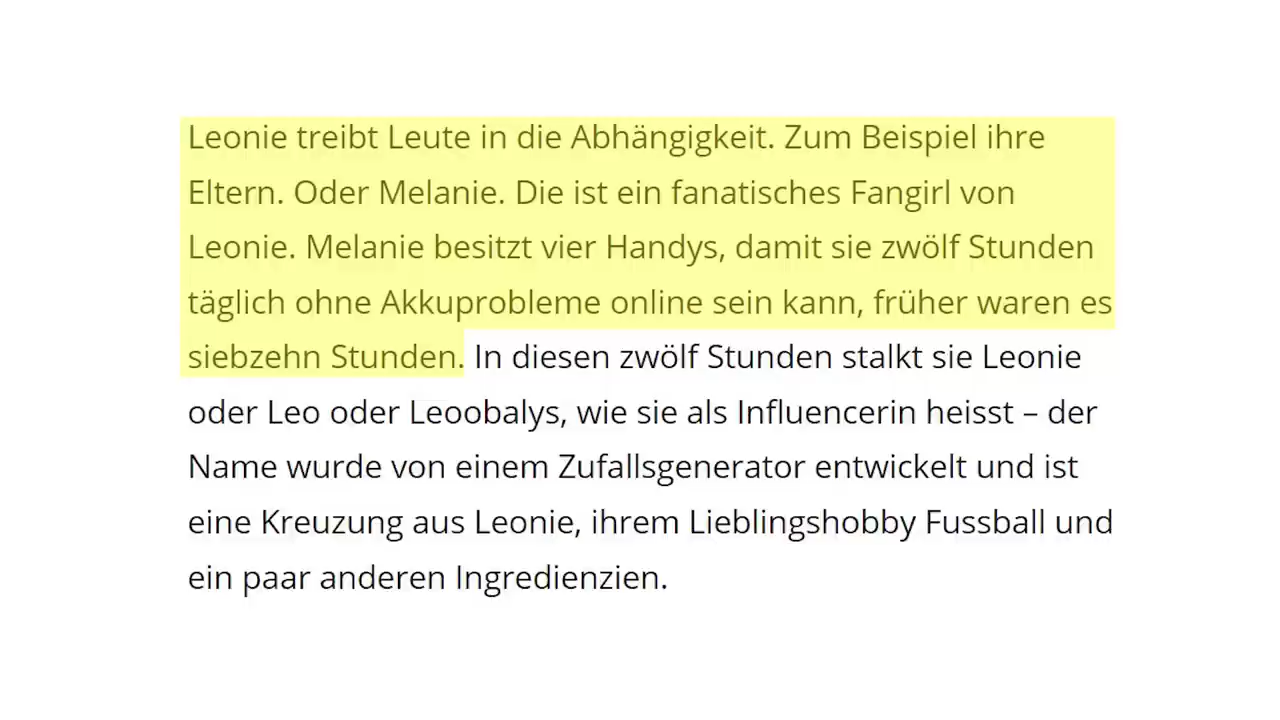 Leonie treibt Leute in die Abhängigkeit. Zum Beispiel ihre
Eltern. Oder Melanie. Die ist ein fanatisches Fangirl von
Leonie. Melanie besitzt vier Handys, damit sie zwölf Stunden
täglich ohne Akkuprobleme online sein kann, früher waren es
siebzehn Stunden. In diesen zwölf Stunden stalkt sie Leonie
oder Leo oder Leoobalys, wie sie als Influencerin heisst – der
Name wurde von einem Zufallsgenerator entwickelt und ist
eine Kreuzung aus Leonie, ihrem Lieblingshobby Fussball und
ein paar anderen Ingredienzien.